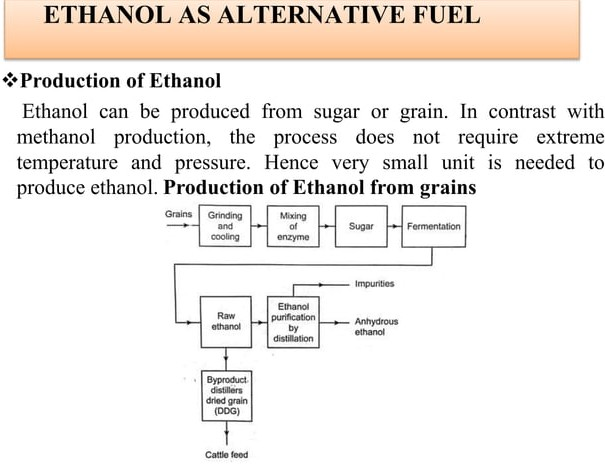 ETHANOL AS ALTERNATIVE FUEL
❖Production of Ethanol
Ethanol can be produced from sugar or grain. In contrast with
methanol production, the process does not require extreme
temperature and pressure. Hence very small unit is needed to
produce ethanol. Production of Ethanol from grains
Grains
Grinding
and
cooling
Mixing
of
enzyme
Sugar
Fermentation
Impurities
Raw
ethanol
Ethanol
purification
by
distillation
Anhydrous
ethanol
Byproduct
distillers
dried grain
(DDG)
Cattle feed